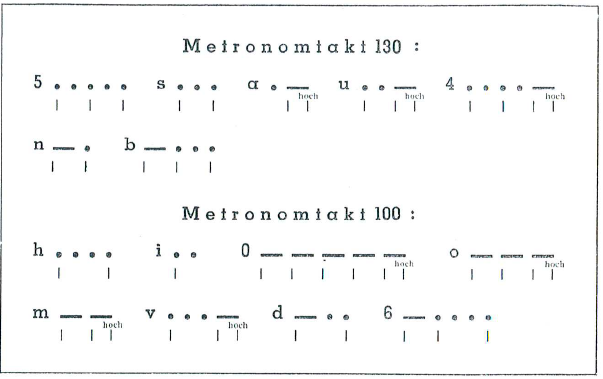 Metronomtakt 130 :
5 . . . . . s . . . a . — u . . — 4 . . . . —
hoch hoch hoch
n — . b — . . .
Metronomtakt 100 :
h . . . . i . . 0 — — — — — o — — —
hoch hoch
m — — v . . . — d — . . 6 — . . . .
hoch hoch